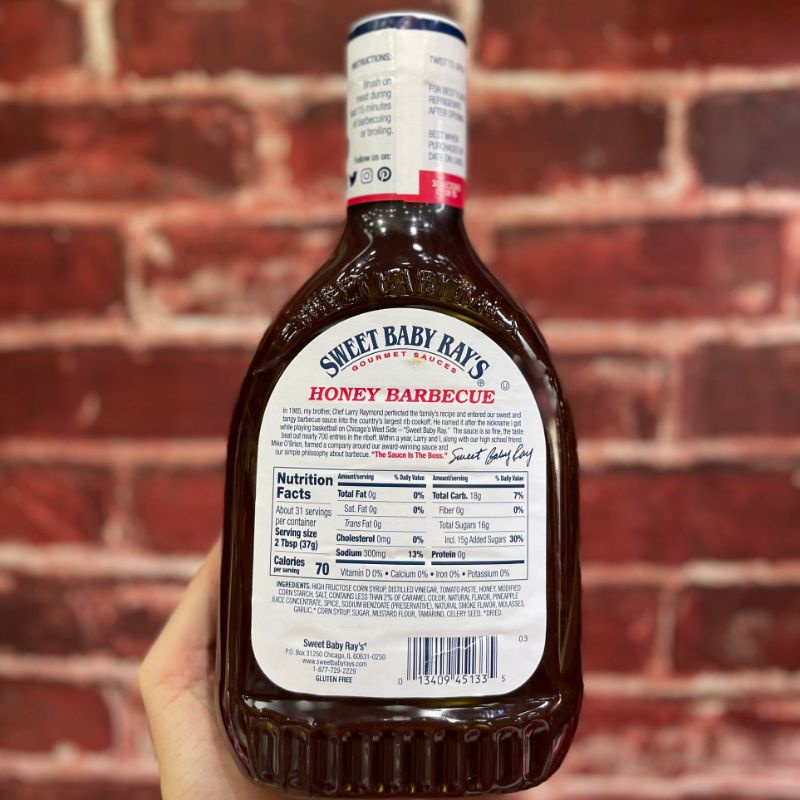 INSTRUCTIONS:
Brush on
meat during
last 15 minutes
of barbecuing
or broiling.
Follow us on:
TWIST TO
FOR BEST
REFRIGERATE
AFTER OPENING
BEST WHEN
PURCHASED BY
DATE ON
SWEET BABY RAY'S
SWEET BABY RAY'S®
GOURMET SAUCES
HONEY BARBECUE
In 1985, my brother, Chef Larry Raymond perfected the family's recipe and entered our sweet and
tangy barbecue sauce into the country's largest rib cookoff. He named it after the nickname I got
while playing basketball on Chicago's West Side – "Sweet Baby Ray." The sauce is so fine, the tasty
beat out nearly 700 entries in the riboff. Within a year, Larry and I, along with our high school friend
Mike O'Brien, formed a company around our award-winning sauce and
our simple philosophy about barbecue. "The Sauce Is The Boss." Sweet Baby Ray
Nutrition
Facts
About 31 servings
per container
Serving size
2 Tbsp (37g)
Calories 70
per serving
Amount/serving % Daily Value
Total Fat 0g 0%
Sat. Fat 0g 0%
Trans Fat 0g
Cholesterol 0mg 0%
Sodium 300mg 13%
Amount/serving % Daily Value
Total Carb. 18g 7%
Fiber 0g 0%
Total Sugars 16g
Incl. 15g Added Sugars 30%
Protein 0g
Vitamin D 0% • Calcium 0% • Iron 0% • Potassium 0%
INGREDIENTS: HIGH FRUCTOSE CORN SYRUP, DISTILLED VINEGAR, TOMATO PASTE, HONEY, MODIFIED
CORN STARCH, SALT, CONTAINS LESS THAN 2% OF: CARAMEL COLOR, NATURAL FLAVOR, PINEAPPLE
JUICE CONCENTRATE, SPICE, SODIUM BENZOATE (PRESERVATIVE), NATURAL SMOKE FLAVOR, MOLASSES,
GARLIC,* CORN SYRUP, SUGAR, MUSTARD FLOUR, TAMARIND, CELERY SEED. *DRIED.
Sweet Baby Ray's®
P.O. Box 31250 Chicago, IL 60631-0250
www.sweetbabyrays.com
1-877-729-2229
GLUTEN FREE
03
0 13409 45133 5